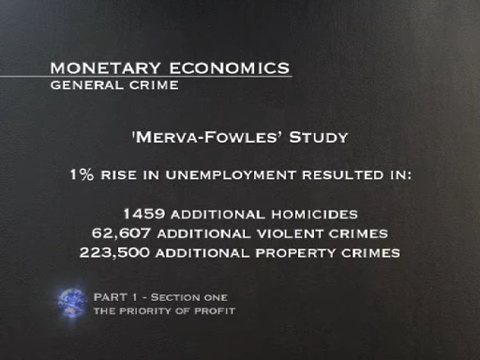 MONETARY ECONOMICS
GENERAL CRIME
'MERVA-FOWLES' STUDY
1% RISE IN UNEMPLOYMENT RESULTED IN:
1459 ADDITIONAL HOMICIDES
62,607 ADDITIONAL VIOLENT CRIMES
223,500 ADDITIONAL PROPERTY CRIMES
PART 1 - SECTION ONE
THE PRIORITY OF PROFIT